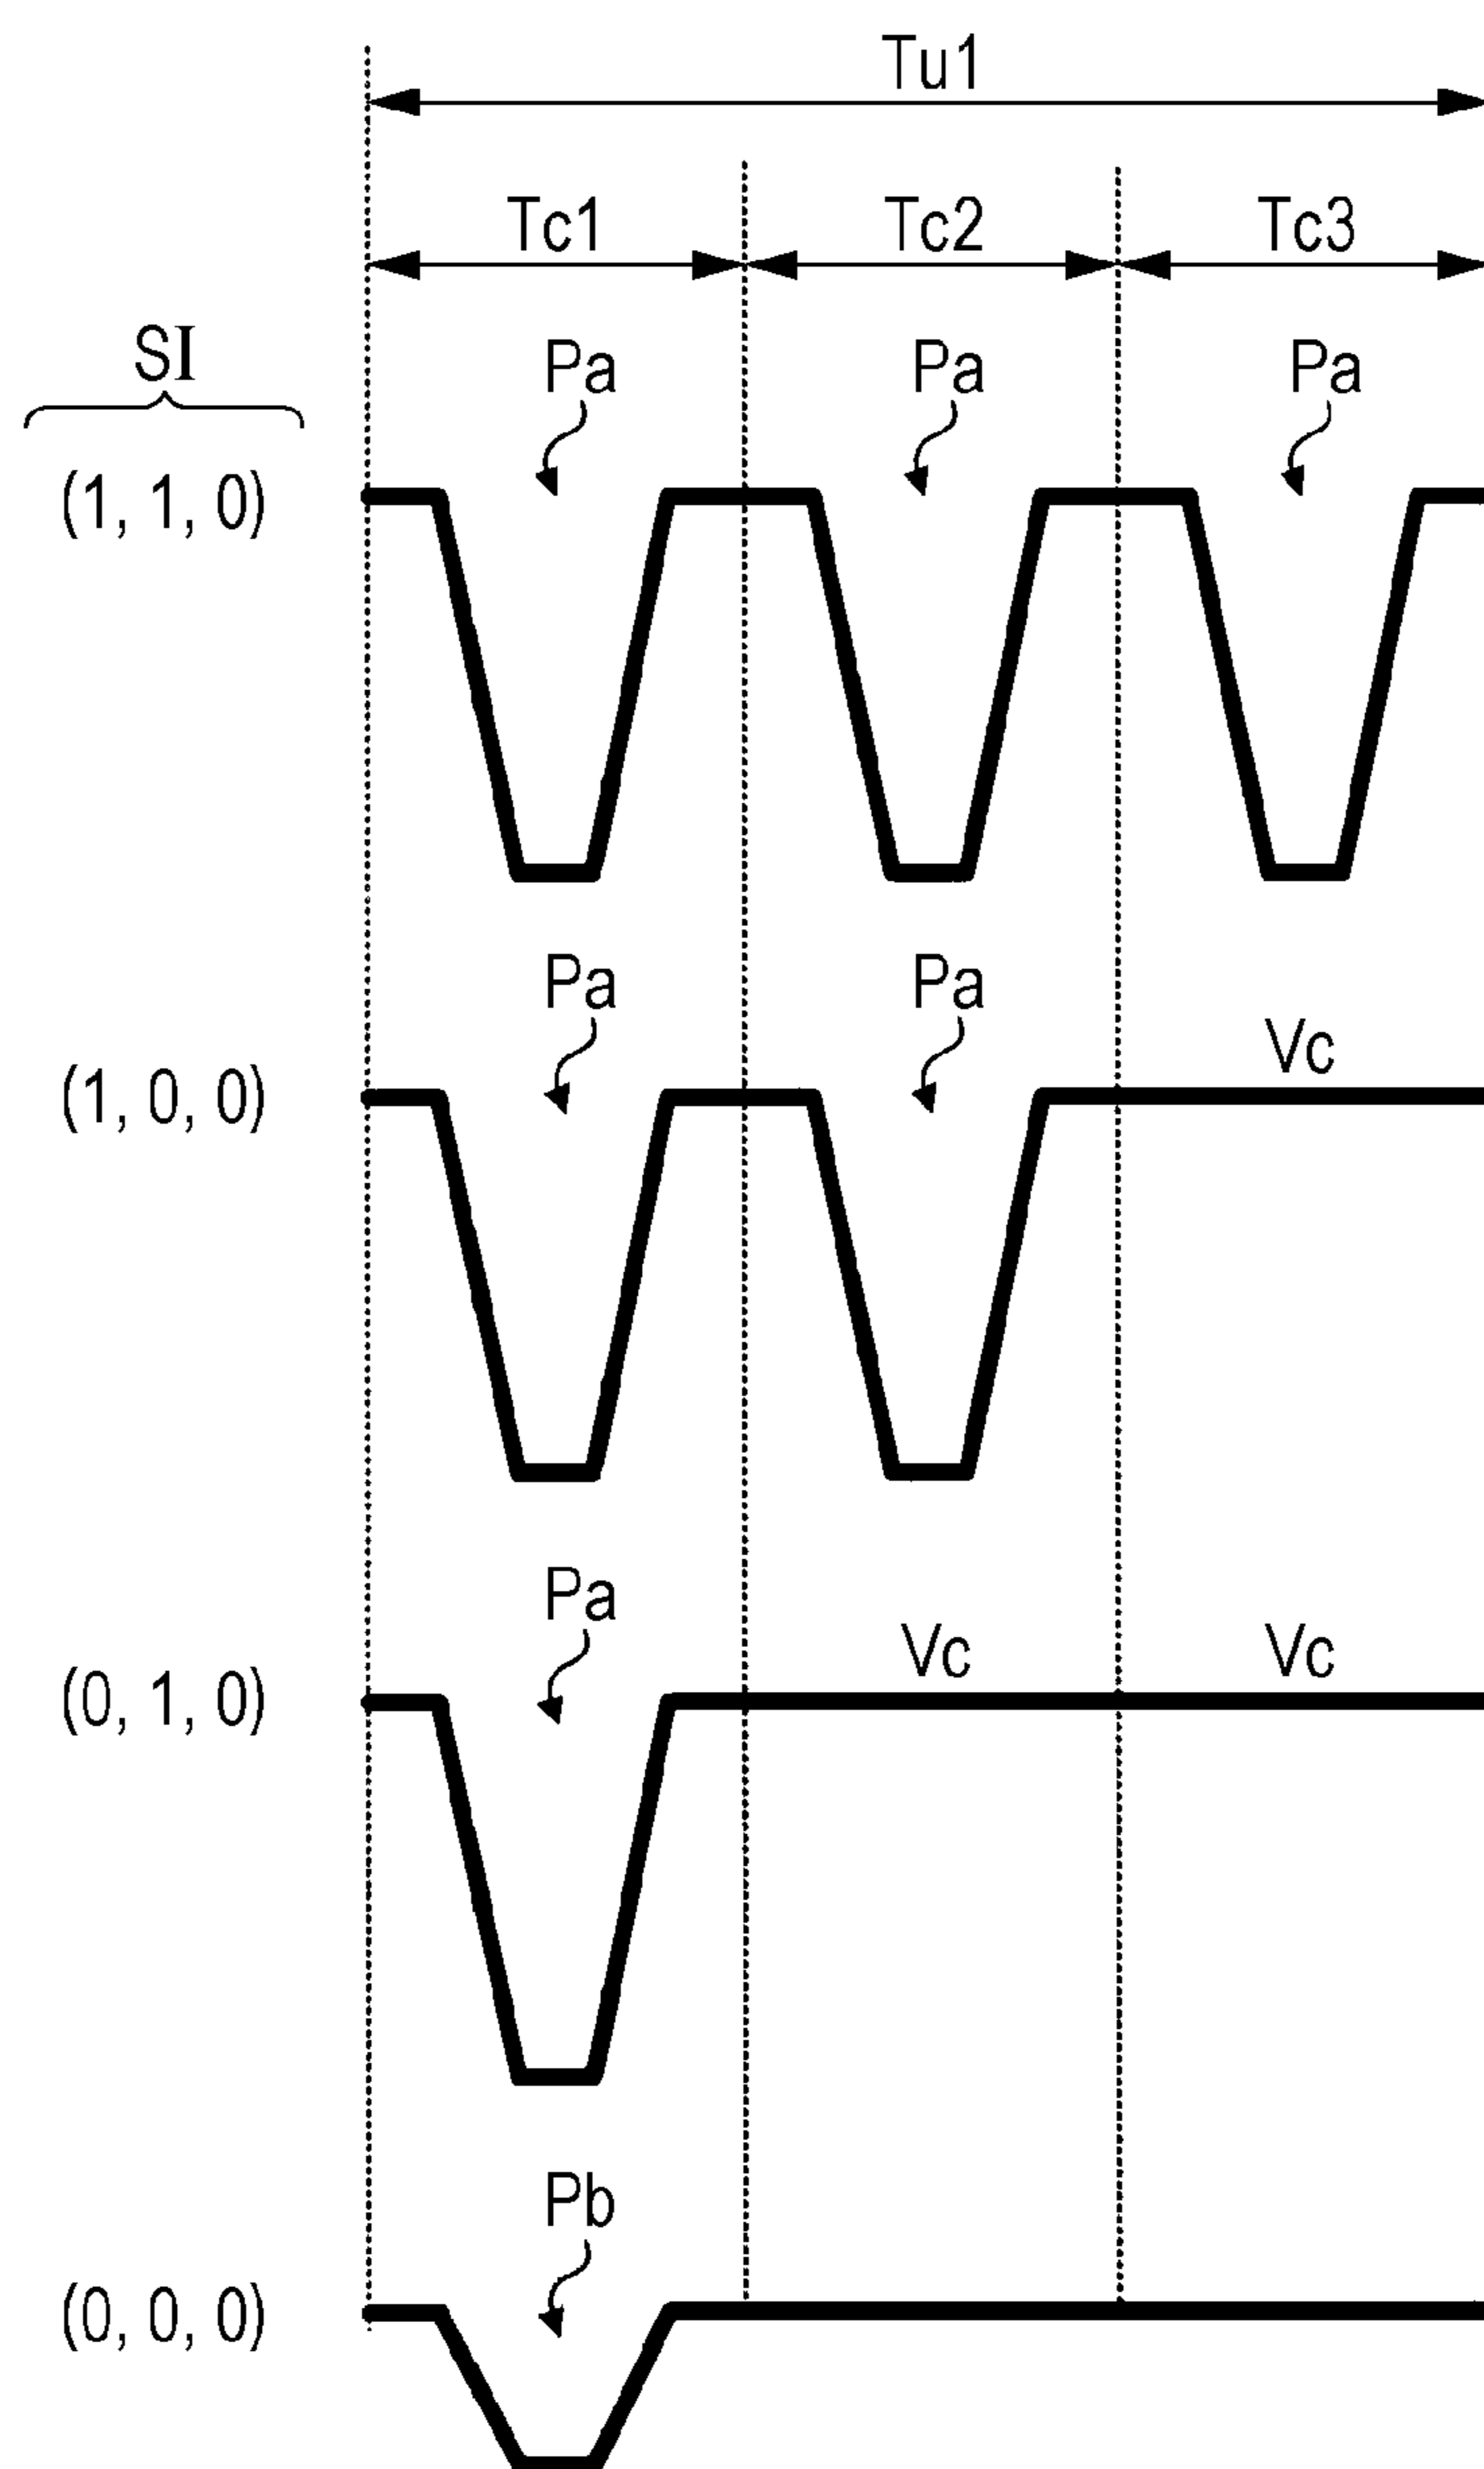 Tu1
Tc1 Tc2 Tc3
SI
Pa Pa Pa
(1, 1, 0)
Pa Pa
Vc
(1, 0, 0)
Pa
Vc Vc
(0, 1, 0)
Pb
(0, 0, 0)